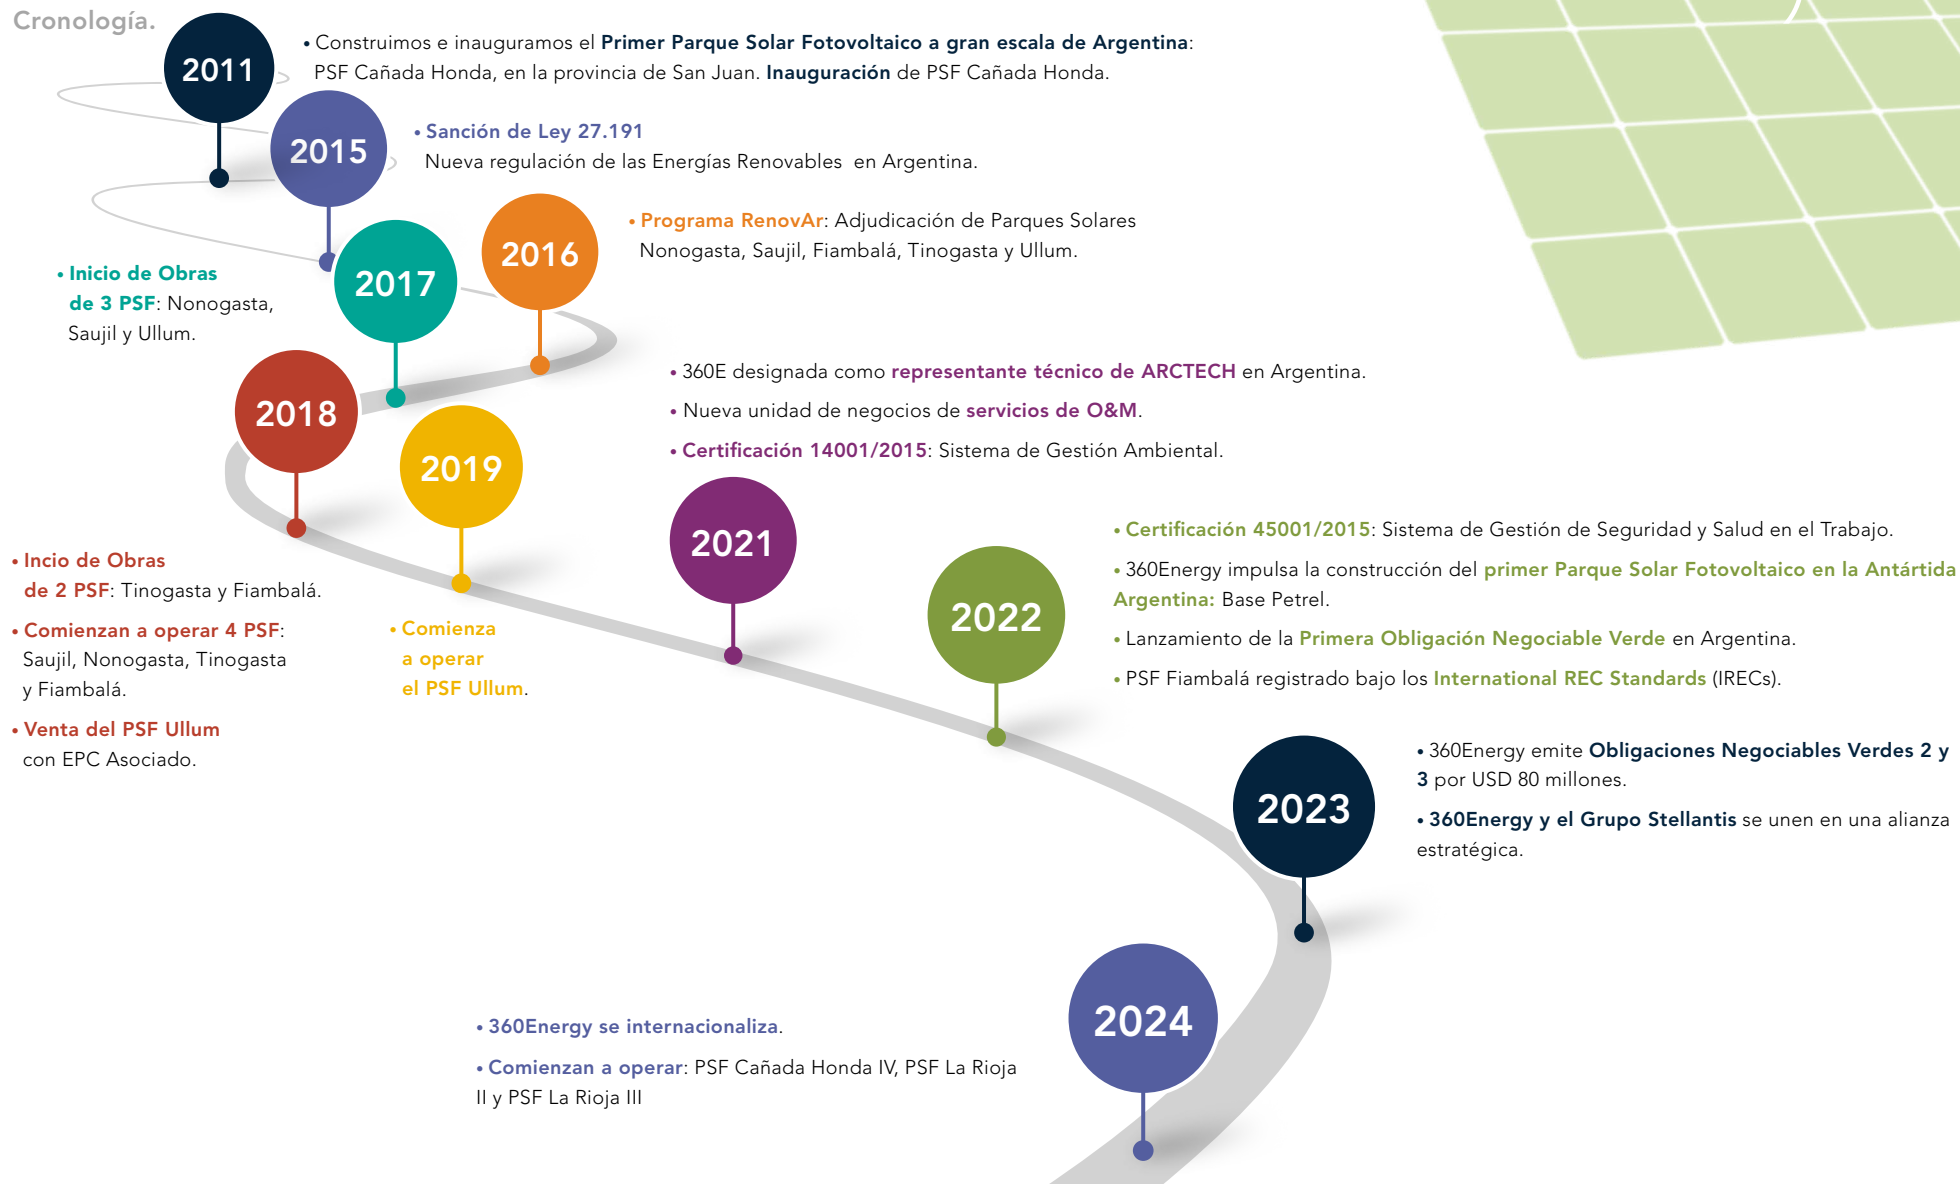 Cronología.
2011
• Construimos e inauguramos el Primer Parque Solar Fotovoltaico a gran escala de Argentina:
PSF Cañada Honda, en la provincia de San Juan. Inauguración de PSF Cañada Honda.
2015
• Sanción de Ley 27.191
Nueva regulación de las Energías Renovables en Argentina.
2016
• Programa RenovAr: Adjudicación de Parques Solares
Nonogasta, Saujil, Fiambalá, Tinogasta y Ullum.
2017
• Inicio de Obras
de 3 PSF: Nonogasta,
Saujil y Ullum.
2018
• Incio de Obras
de 2 PSF: Tinogasta y Fiambalá.
• Comienzan a operar 4 PSF:
Saujil, Nonogasta, Tinogasta
y Fiambalá.
• Venta del PSF Ullum
con EPC Asociado.
2019
• Comienza
a operar
el PSF Ullum.
2021
• 360E designada como representante técnico de ARCTECH en Argentina.
• Nueva unidad de negocios de servicios de O&M.
• Certificación 14001/2015: Sistema de Gestión Ambiental.
2022
• Certificación 45001/2015: Sistema de Gestión de Seguridad y Salud en el Trabajo.
• 360Energy impulsa la construcción del primer Parque Solar Fotovoltaico en la Antártida
Argentina: Base Petrel.
• Lanzamiento de la Primera Obligación Negociable Verde en Argentina.
• PSF Fiambalá registrado bajo los International REC Standards (IRECs).
2023
• 360Energy emite Obligaciones Negociables Verdes 2 y
3 por USD 80 millones.
• 360Energy y el Grupo Stellantis se unen en una alianza
estratégica.
2024
• 360Energy se internacionaliza.
• Comienzan a operar: PSF Cañada Honda IV, PSF La Rioja
II y PSF La Rioja III